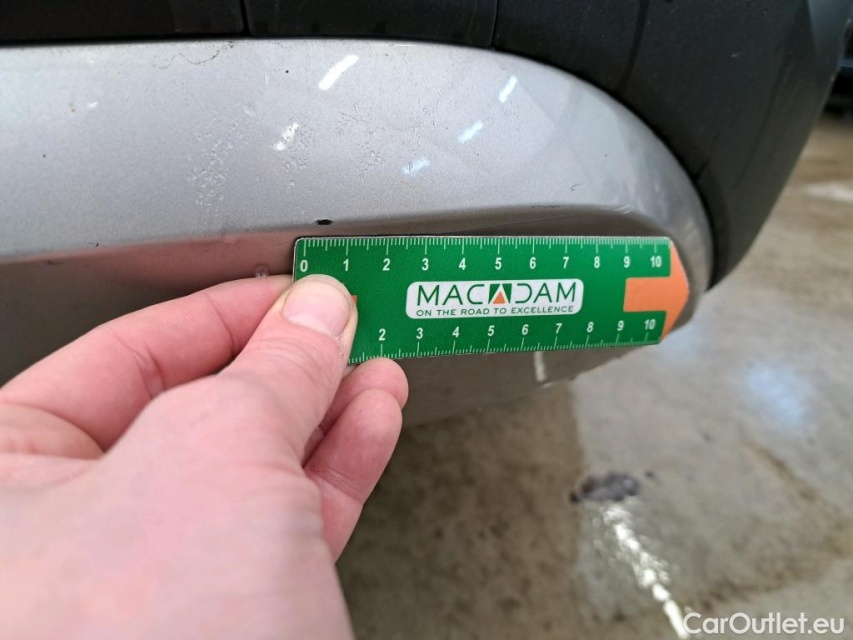 0 1 2 3 4 5 6 7 8 9 10
MACADAM
ON THE ROAD TO EXCELLENCE
2 3 4 5 6 7 8 9 10
CarOutlet.eu